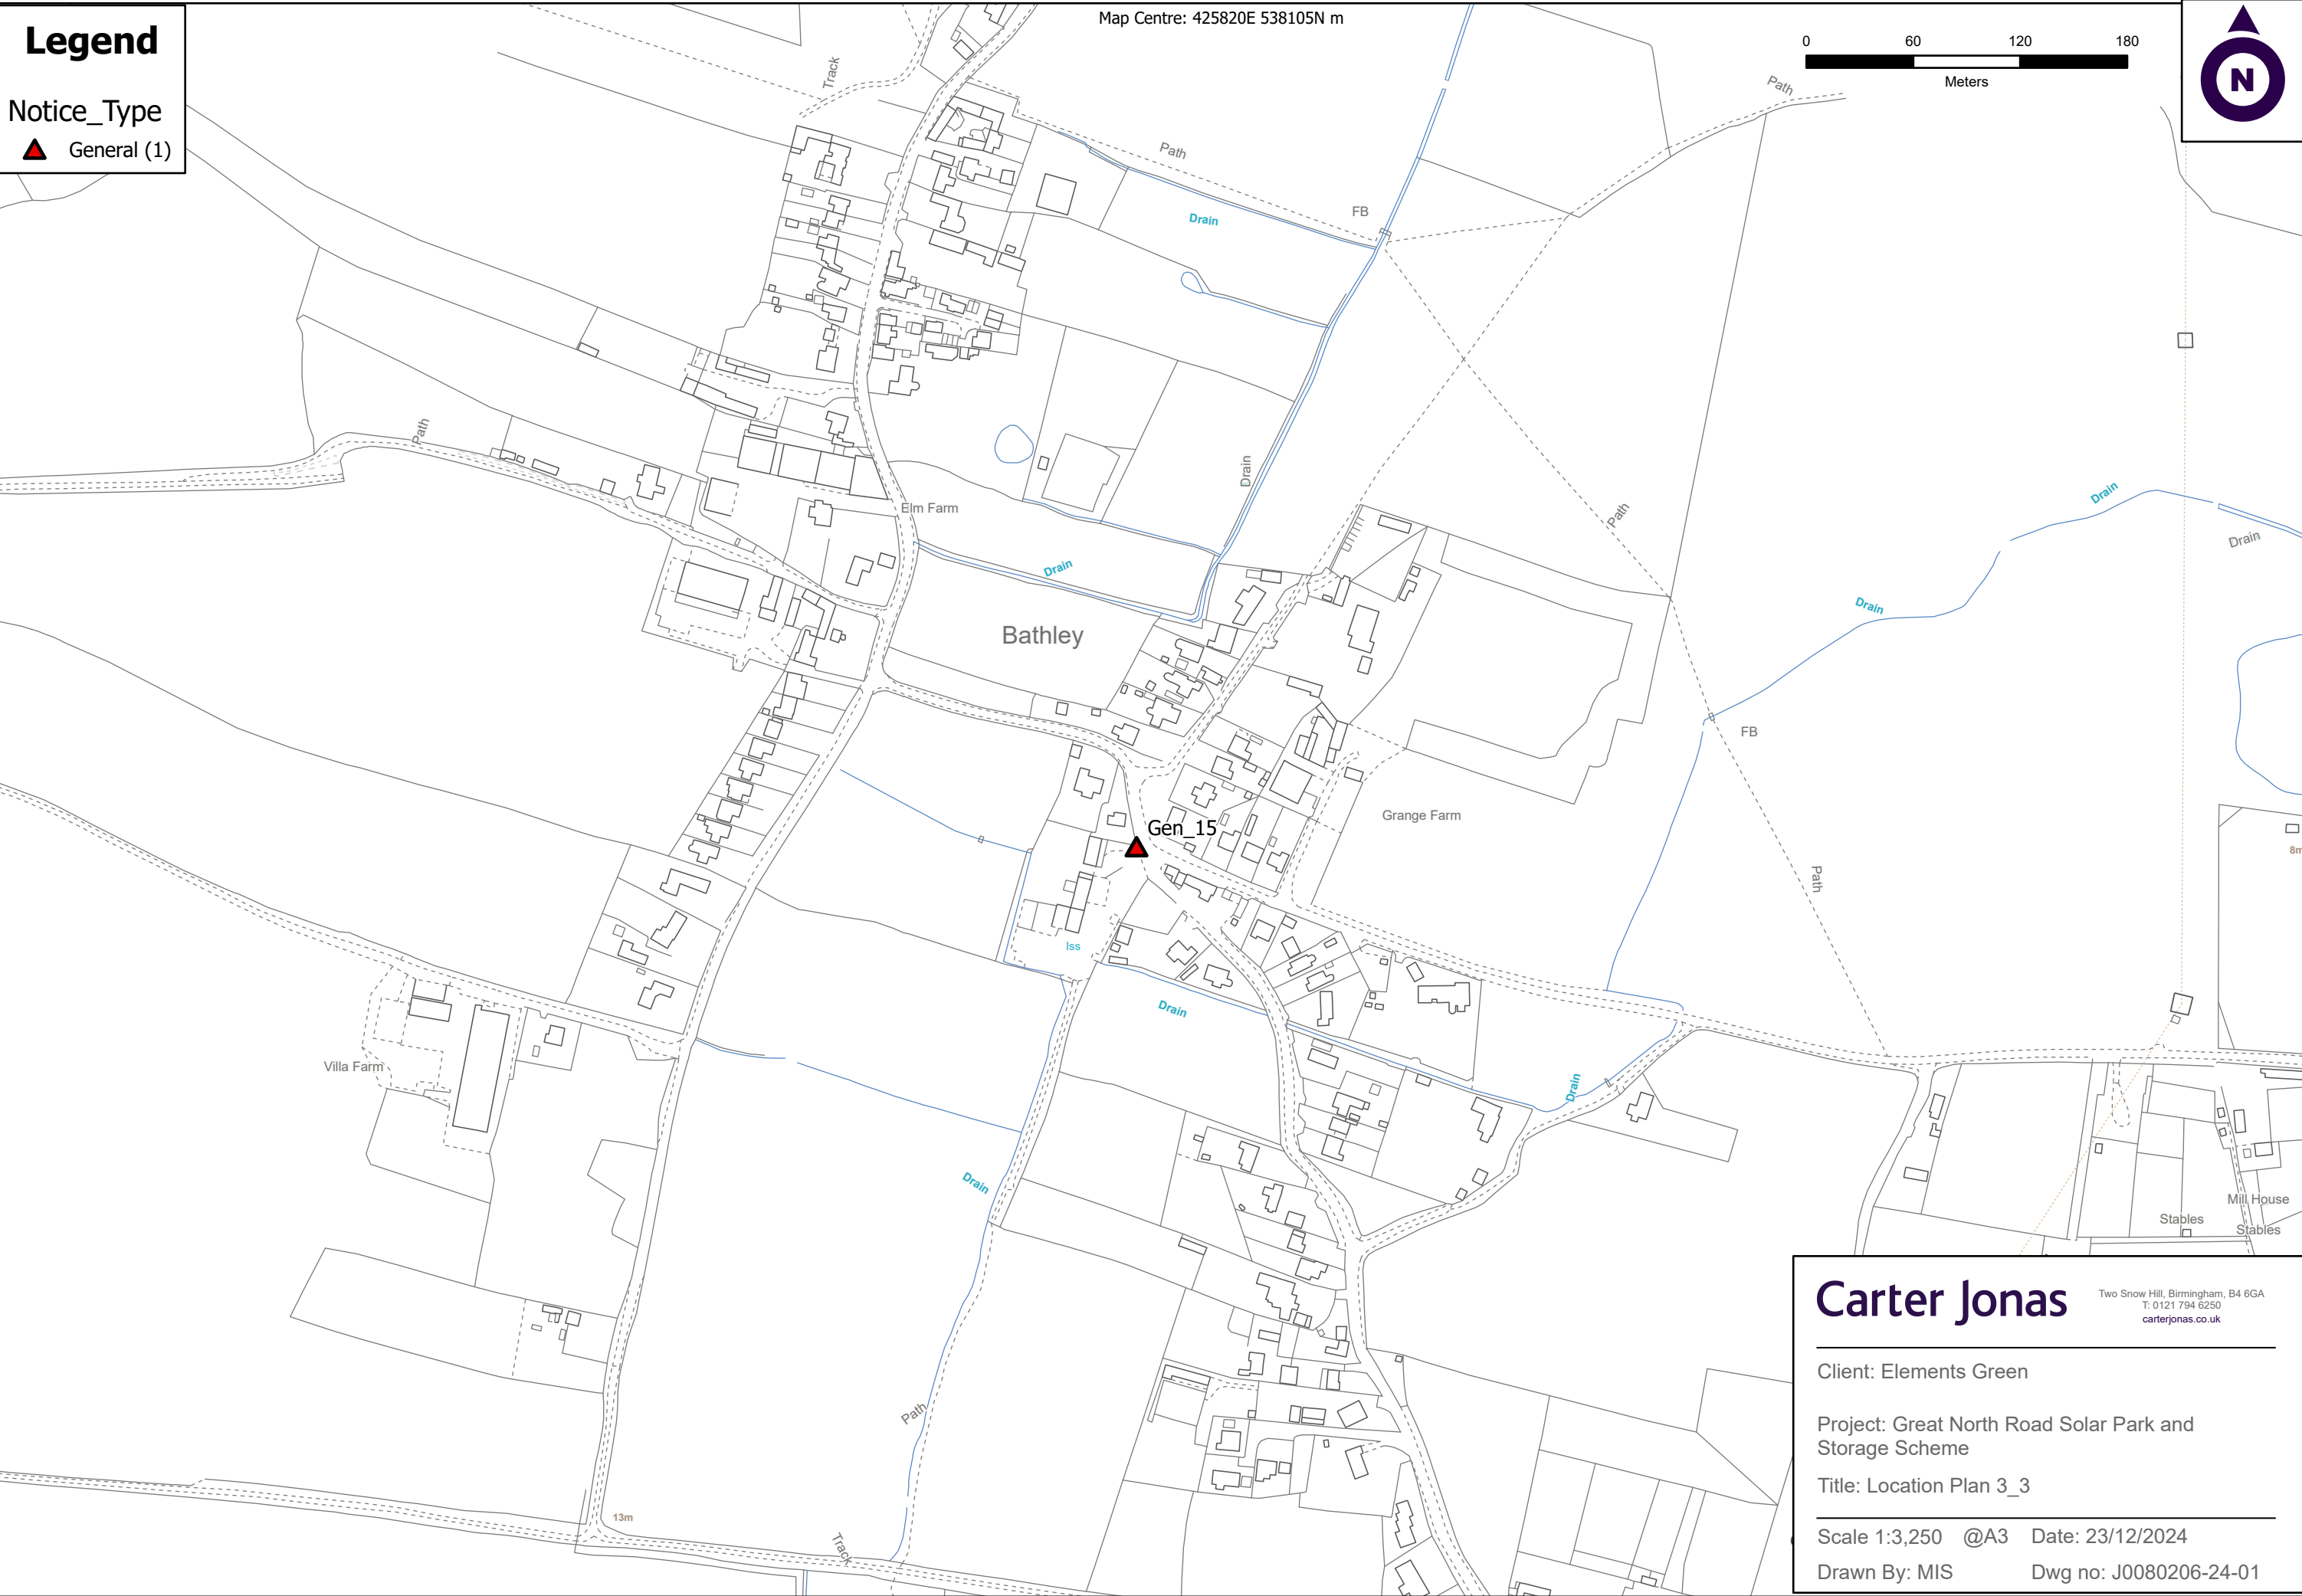 Legend
Notice_Type
General (1)
Map Centre: 425820E 538105N m
0 60 120 180
Meters
N
Track
Path
Path
Drain
FB
Path
Elm Farm
Drain
Drain
Path
Drain
Drain
Drain
Bathley
FB
Gen_15
Grange Farm
8m
Path
Iss
Drain
Villa Farm
Drain
Drain
Mill House
Stables
Stables
Path
13m
Track
Carter Jonas
Two Snow Hill, Birmingham, B4 6GA
T: 0121 794 6250
carterjonas.co.uk
Client: Elements Green
Project: Great North Road Solar Park and
Storage Scheme
Title: Location Plan 3_3
Scale 1:3,250 @A3 Date: 23/12/2024
Drawn By: MIS Dwg no: J0080206-24-01